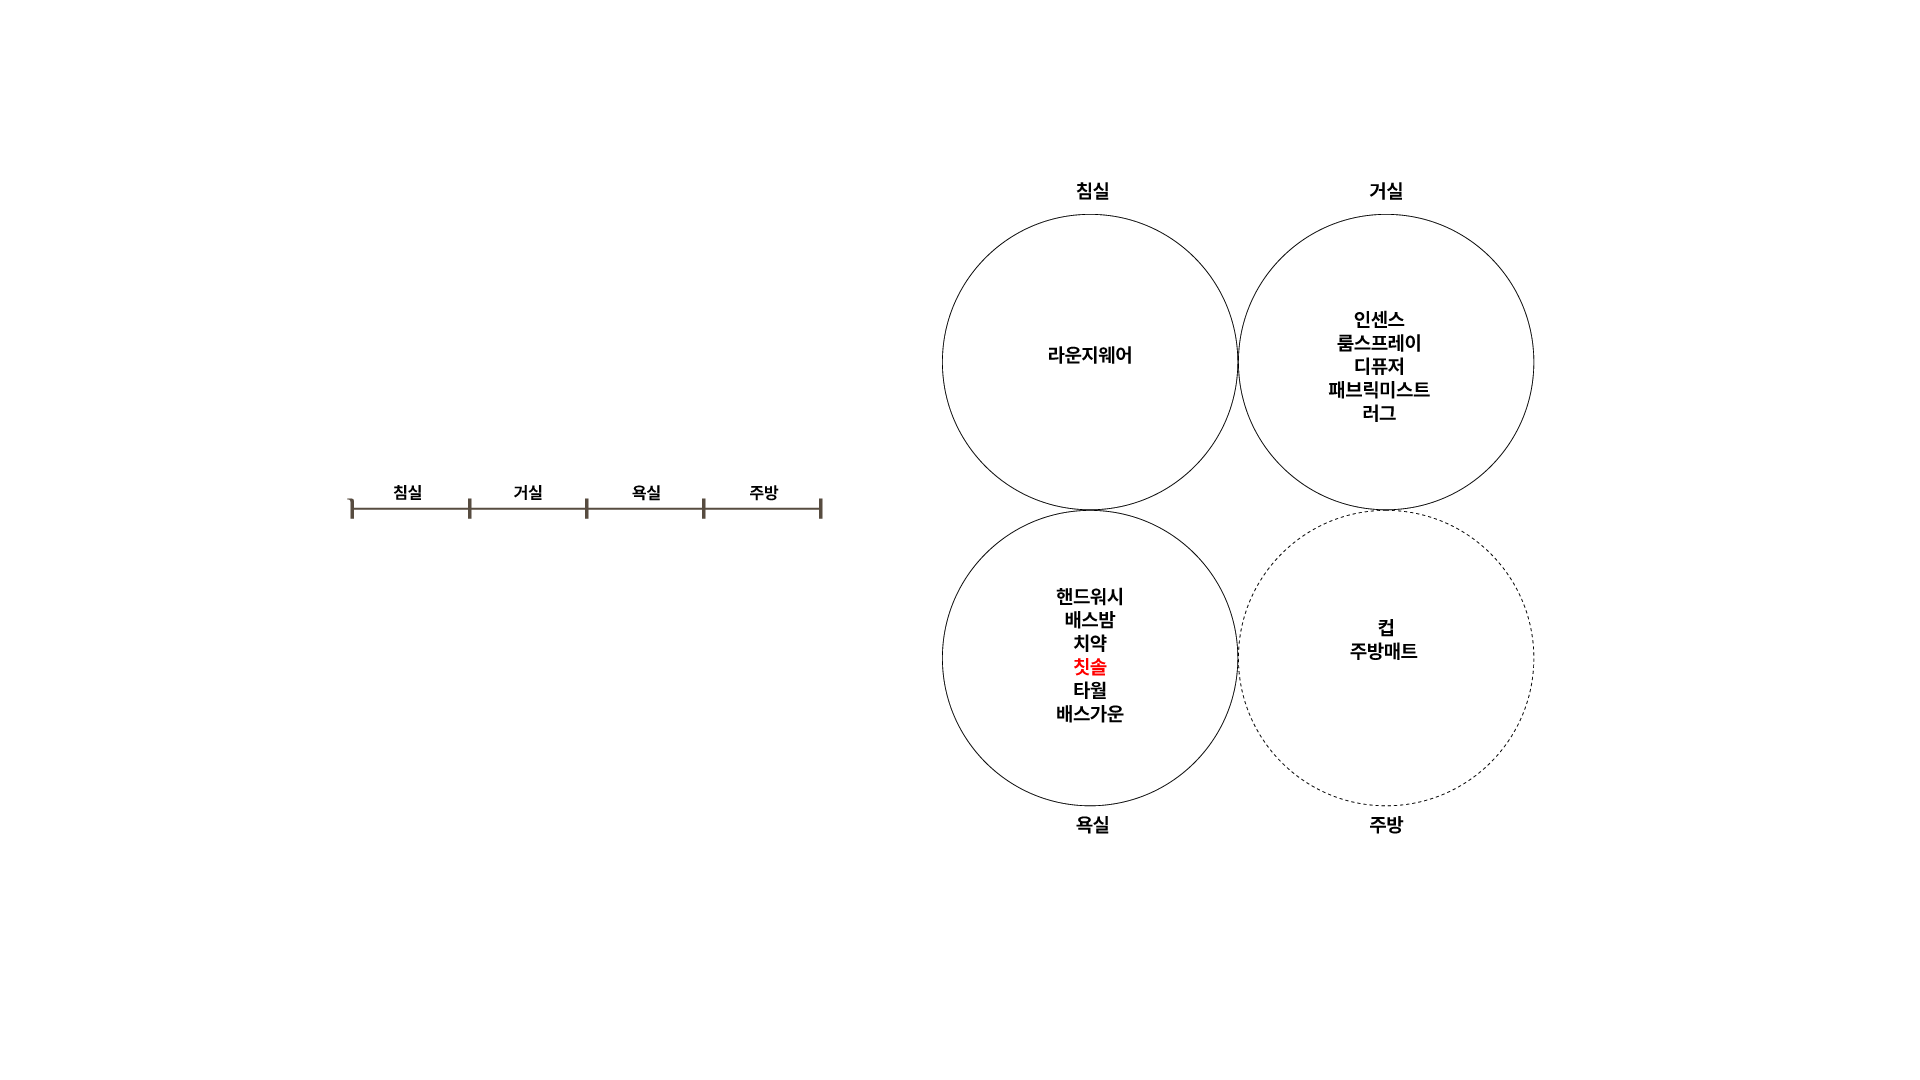 침실 거실 욕실 주방
침실
라운지웨어
거실
인센스
룸스프레이
디퓨저
패브릭미스트
러그
핸드워시
배스밤
치약
칫솔
타월
배스가운
욕실
컵
주방매트
주방